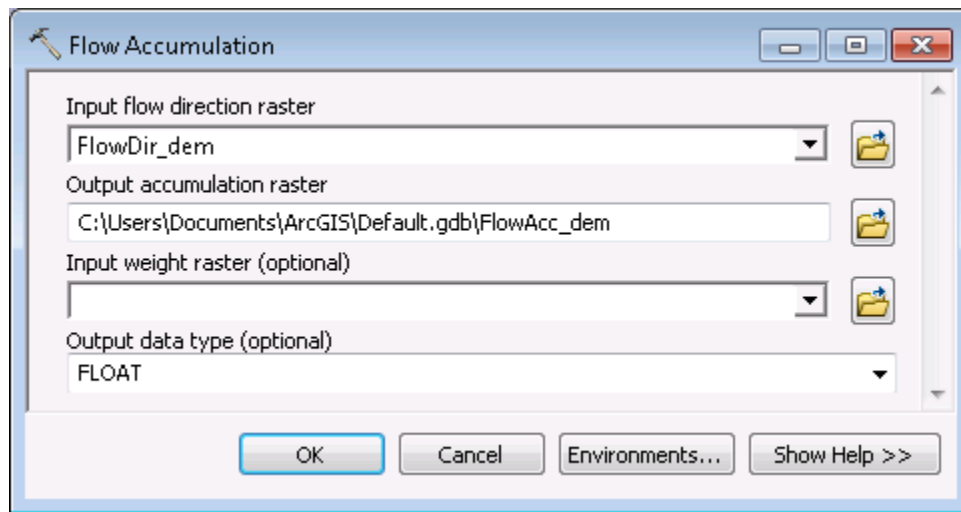 Flow Accumulation
Input flow direction raster
FlowDir_dem
Output accumulation raster
C:\Users\Documents\ArcGIS\Default.gdb\FlowAcc_dem
Input weight raster (optional)
Output data type (optional)
FLOAT
OK Cancel Environments... Show Help >>